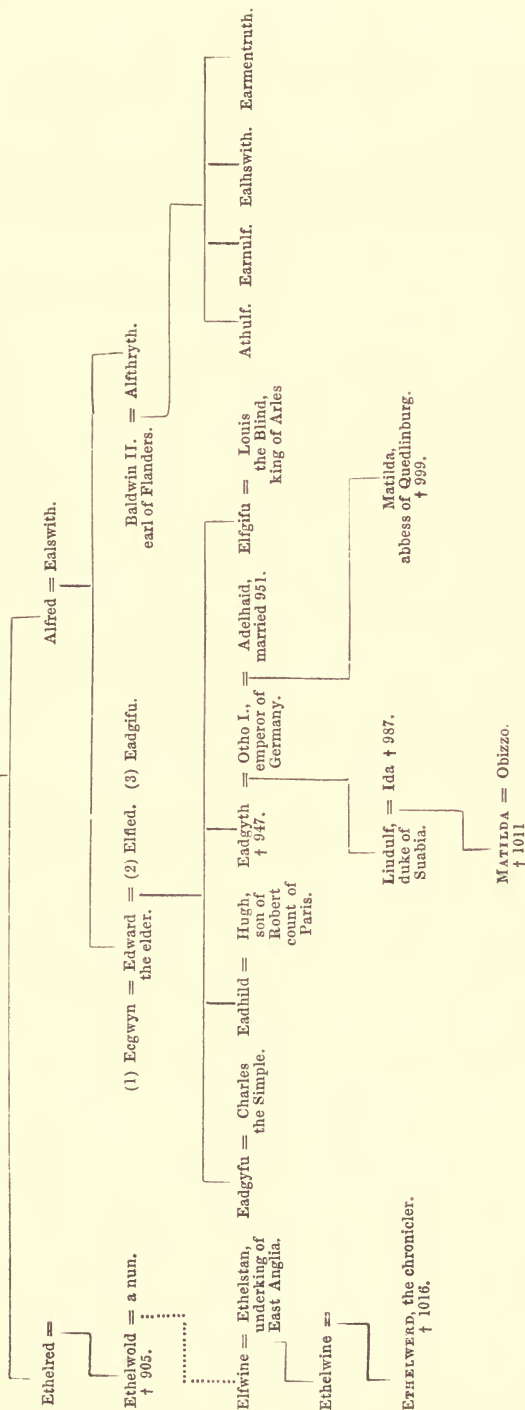 Ethelred =
Alfred = Ealswith.
Ethelwold = a nun.
† 905.
(1) Ecgwyn = Edward = (2) Elfled. (3) Eadgifu.
the elder.
Baldwin II. = Alfthryth.
earl of Flanders.
Elfwine = Ethelstan,
underking of
East Anglia.
Eadgyfu = Charles
the Simple.
Eadhild = Hugh,
son of
Robert
count of
Paris.
Eadgyth = Otho I., = Adelhaid,
† 947.
emperor of
Germany.
married 951.
Elfgifu = Louis
the Blind,
king of Arles
Athulf. Earnulf. Ealhswith. Earmentruth.
Ethelwine =
Liudulf, = Ida † 987.
duke of
Suabia.
Matilda,
abbess of Quedlinburg.
† 999.
ETHELWERD, the chronicler.
† 1016.
MATILDA = Obizzo.
† 1011